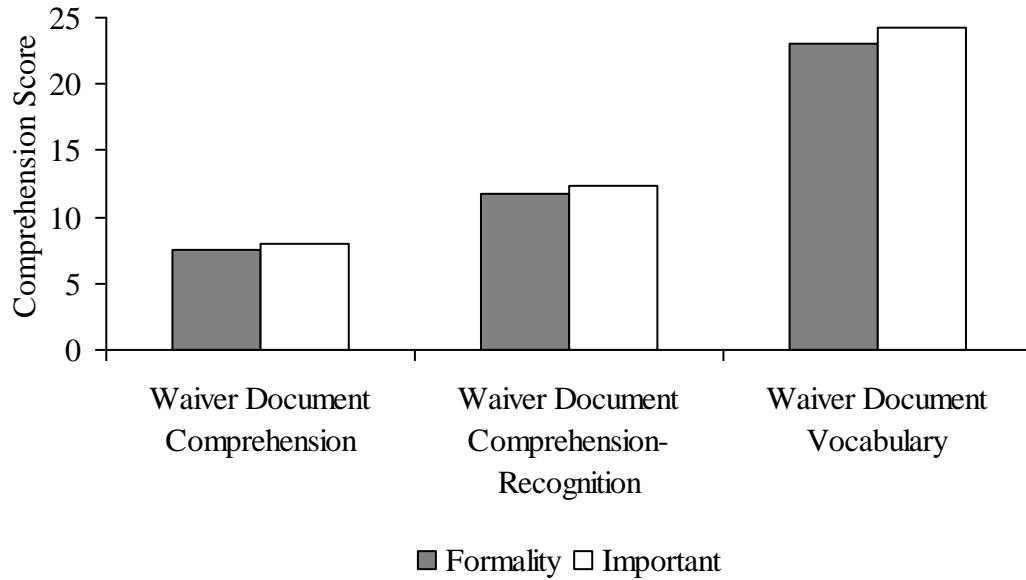 Comprehension Score
25
20
15
10
5
0
Waiver Document
Comprehension
Waiver Document
Comprehension-
Recognition
Waiver Document
Vocabulary
Formality Important